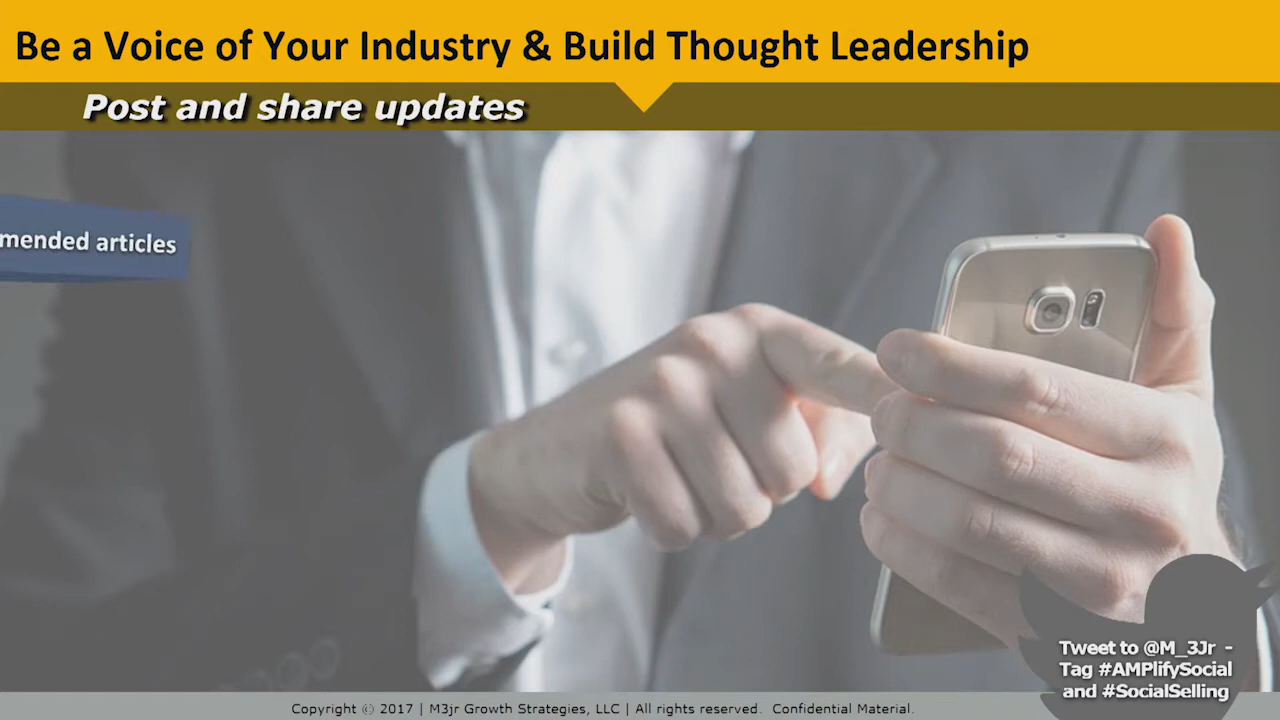 Be a Voice of Your Industry & Build Thought Leadership
Post and share updates
mended articles
Tweet to @M_3Jr -
Tag #AMPlifySocial
and #SocialSelling
Copyright © 2017 | M3jr Growth Strategies, LLC | All rights reserved. Confidential Material.